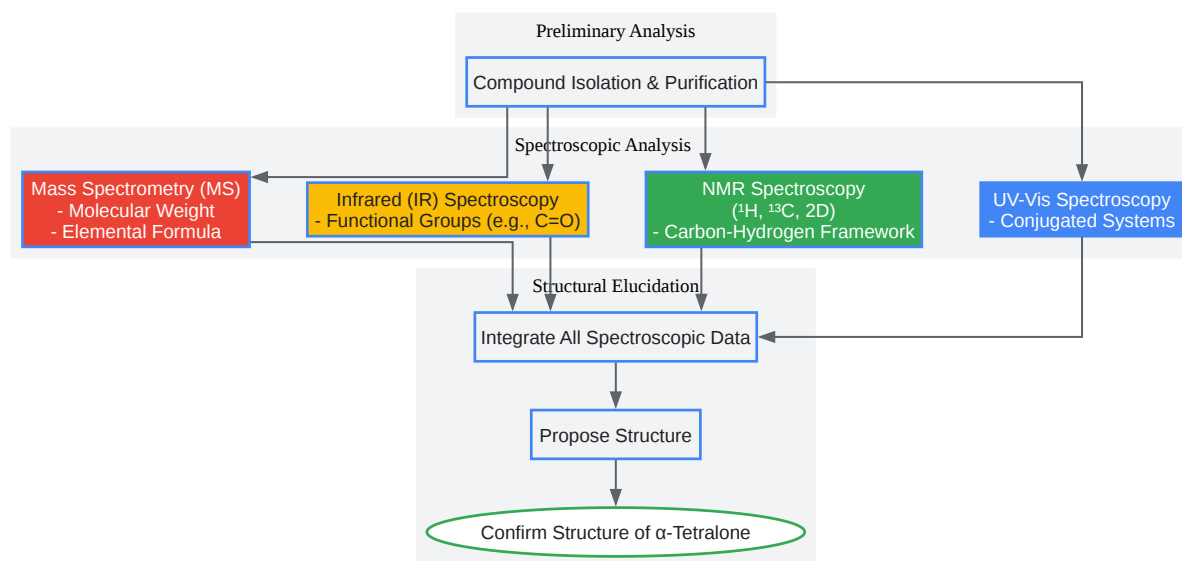 Preliminary Analysis
Compound Isolation & Purification
Spectroscopic Analysis
Mass Spectrometry (MS)
- Molecular Weight
- Elemental Formula
Infrared (IR) Spectroscopy
- Functional Groups (e.g., C=O)
NMR Spectroscopy
(¹H, ¹³C, 2D)
- Carbon-Hydrogen Framework
UV-Vis Spectroscopy
- Conjugated Systems
Structural Elucidation
Integrate All Spectroscopic Data
Propose Structure
Confirm Structure of α-Tetralone